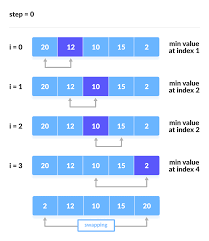 step = 0
i = 0
20 12 10 15 2
min value
at index 1
i = 1
20 12 10 15 2
min value
at index 2
i = 2
20 12 10 15 2
min value
at index 2
i = 3
20 12 10 15 2
min value
at index 4
2 12 10 15 20
swapping